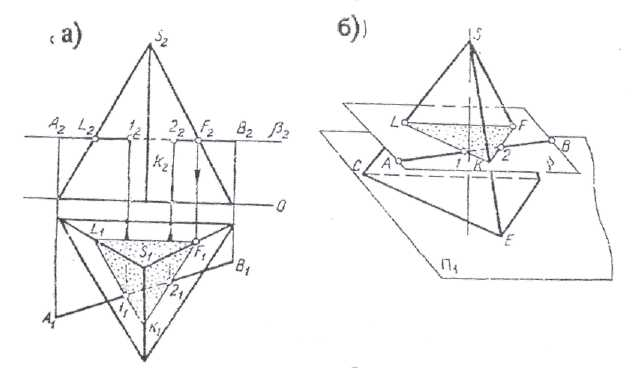 а)
S₂
A₂ L₂ 1₂ 2₂ F₂ B₂ β₂
K₂
0
L₁ S₁ F₁
B₁
1₁ 2₁
A₁ K₁
б)
S
L F
1 2 B
A K
C
E
П₁